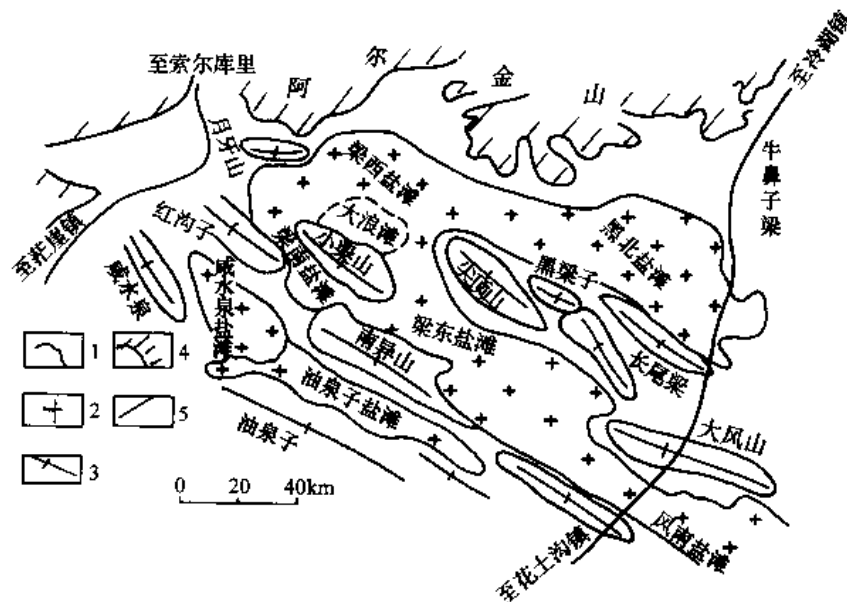 至冷湖镇
至索尔库里
阿尔金山
月牙山
梁西盐滩
牛鼻子梁
大浪滩
红沟子
小梁山
黑北盐滩
至茫崖镇
梁南盐滩
尖顶山
黑梁子
咸水泉
咸水泉盐滩
梁东盐滩
南异山
长尾梁
1
4
油泉子盐滩
大风山
2
5
油泉子
3
0 20 40km
风南盐滩
至花土沟镇